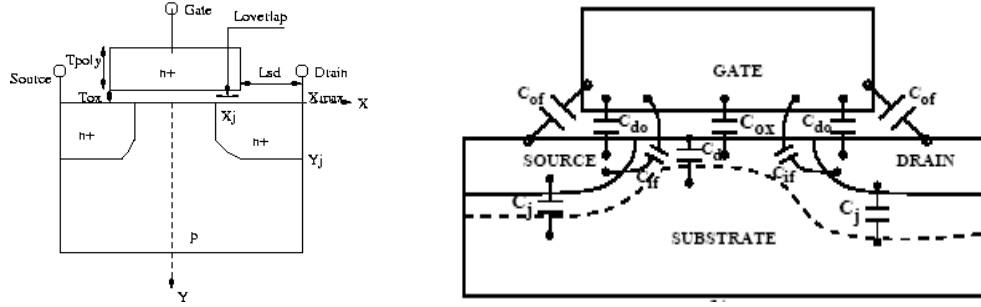 Gate
Lovetlap
Tpoly
n+
Lsd
Source
Drain
Tox
Xmax
X
Xj
n+
n+
Yj
P
Y
GATE
Cof
Cof
Cdo
Cox
Cdo
SOURCE
Cd
DRAIN
Cif
Cif
Cj
Cj
SUBSTRATE